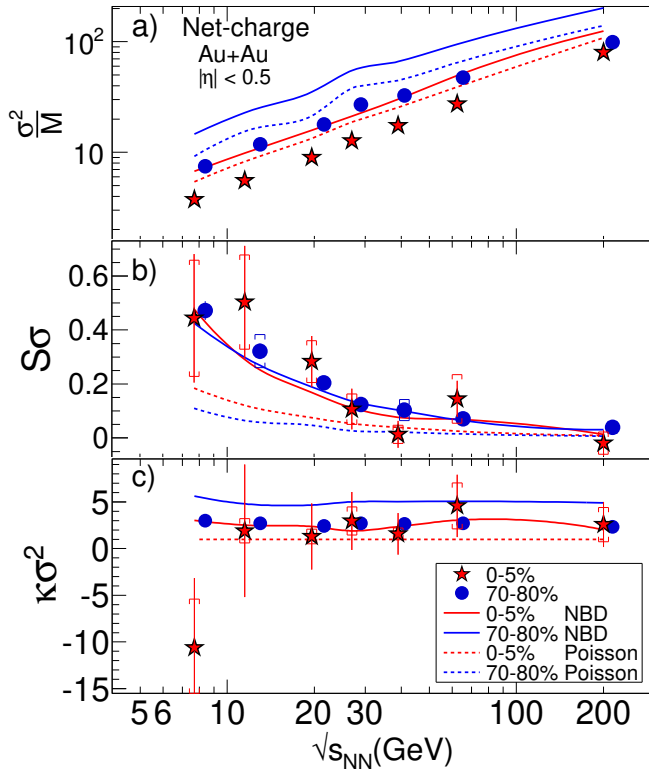 a) Net-charge
Au+Au
|η| < 0.5
10²
10
σ²/M
b)
0.6
0.4
0.2
0
Sσ
c)
5
0
-5
-10
-15
κσ²
0-5%
70-80%
0-5% NBD
70-80% NBD
0-5% Poisson
70-80% Poisson
5 6 10 20 30 100 200
√sNN(GeV)